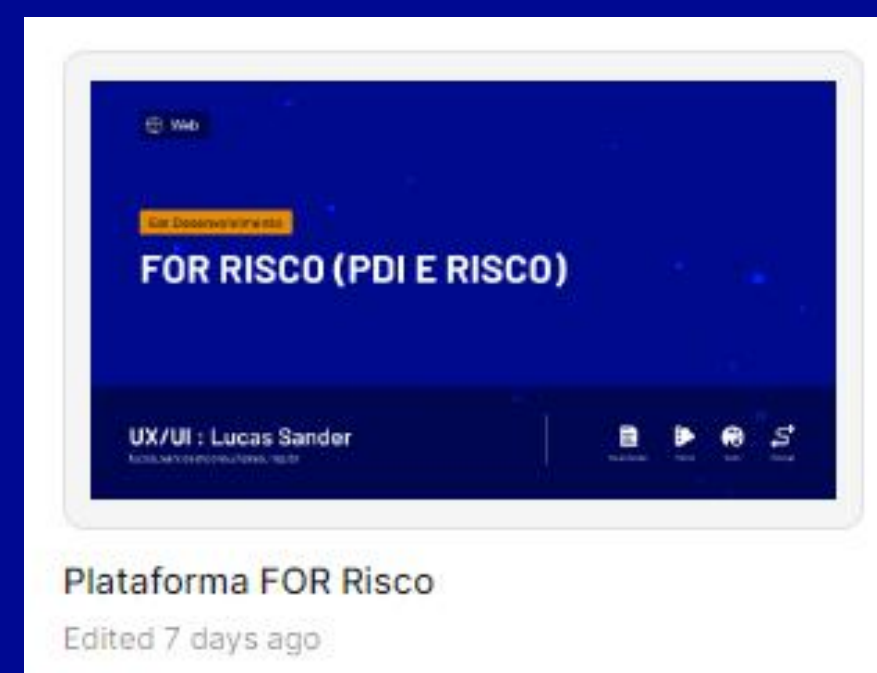 Web
Em Desenvolvimento
FOR RISCO (PDI E RISCO)
UX/UI : Lucas Sander
Plataforma FOR Risco
Edited 7 days ago